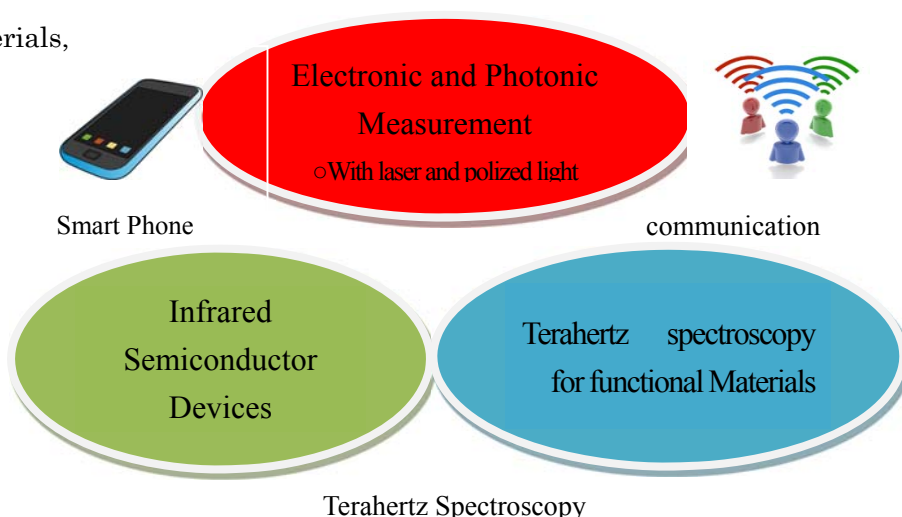 erials,
Electronic and Photonic
Measurement
○With laser and polized light
Smart Phone
communication
Infrared
Semiconductor
Devices
Terahertz spectroscopy
for functional Materials
Terahertz Spectroscopy